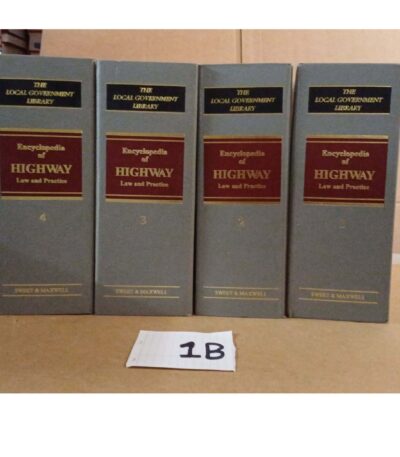 THE
LOCAL GOVERNMENT
LIBRARY
Encyclopedia
of
HIGHWAY
Law and Practice
4
SWEET & MAXWELL
THE
LOCAL GOVERNMENT
LIBRARY
Encyclopedia
of
HIGHWAY
Law and Practice
3
SWEET & MAXWELL
THE
LOCAL GOVERNMENT
LIBRARY
Encyclopedia
of
HIGHWAY
Law and Practice
2
SWEET & MAXWELL
THE
LOCAL GOVERNMENT
LIBRARY
Encyclopedia
of
HIGHWAY
Law and Practice
SWEET & MAXWELL
1B